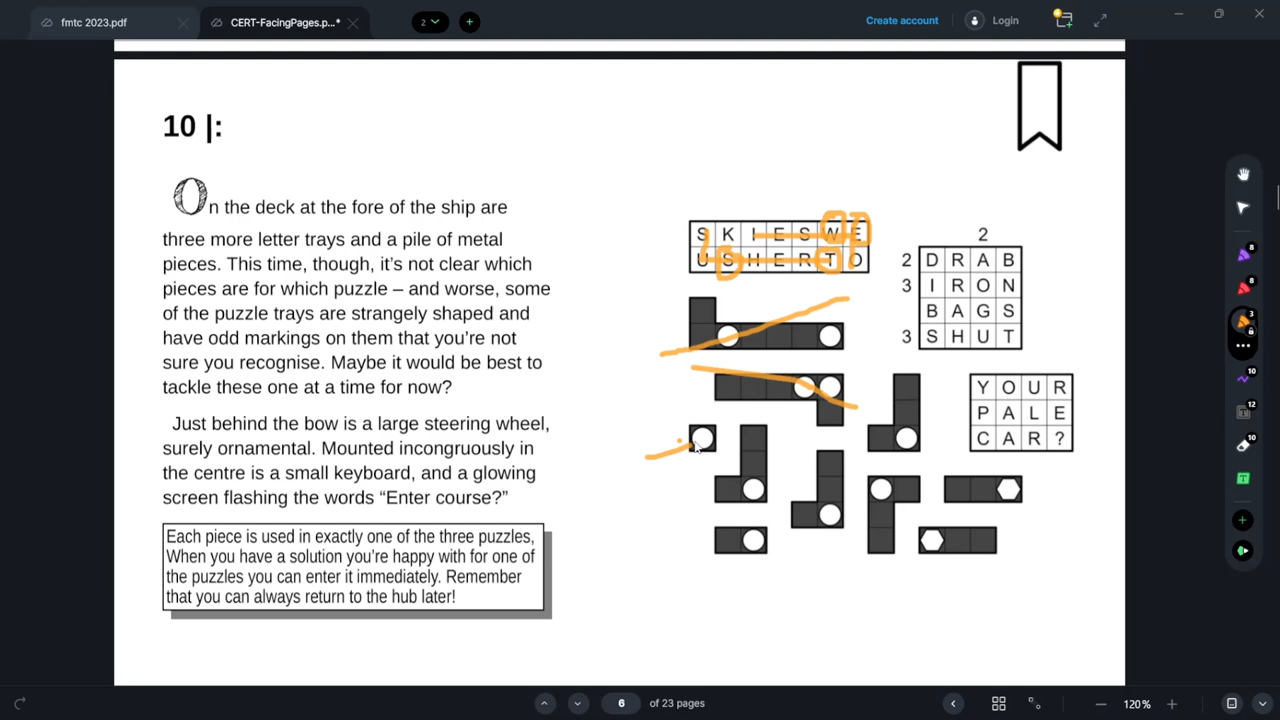 fmtc 2023.pdf
CERT-FacingPages.p...*
2
Create account
Login
10 |:
On the deck at the fore of the ship are
three more letter trays and a pile of metal
pieces. This time, though, it's not clear which
pieces are for which puzzle – and worse, some
of the puzzle trays are strangely shaped and
have odd markings on them that you're not
sure you recognise. Maybe it would be best to
tackle these one at a time for now?
Just behind the bow is a large steering wheel,
surely ornamental. Mounted incongruously in
the centre is a small keyboard, and a glowing
screen flashing the words “Enter course?”
Each piece is used in exactly one of the three puzzles,
When you have a solution you're happy with for one of
the puzzles you can enter it immediately. Remember
that you can always return to the hub later!
S K I E S W E
U S H E R T O
2
2 D R A B
3 I R O N
B A G S
3 S H U T
Y O U R
P A L E
C A R ?
8
8
3
10
12
10
6 of 23 pages
120%